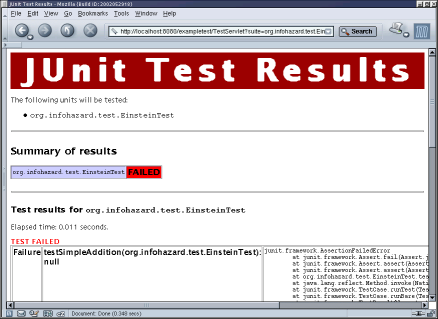 JUnit Test Results - Mozilla {Build ID: 2002052918}
File Edit View Go Bookmarks Tools Window Help
http://localhost:8080/exampletest/TestServlet?suite=org.infohazard.test.Ein
Search
JUnit Test Results
The following units will be tested:
org.infohazard.test.EinsteinTest
Summary of results
org.infohazard.test.EinsteinTest FAILED
Test results for org.infohazard.test.EinsteinTest
Elapsed time: 0.011 seconds.
TEST FAILED
Failure testSimpleAddition(org.infohazard.test.EinsteinTest): null
junit.framework.AssertionFailedError
at junit.framework.Assert.fail(Assert.j
at junit.framework.Assert.assert(Assert
at junit.framework.Assert.assert(Assert
at org.infohazard.test.EinsteinTest.tes
at java.lang.reflect.Method.invoke(Nati
at junit.framework.TestCase.runTest(Tes
at junit.framework.TestCase.runBare(Tes
Document: Done (0.348 secs)